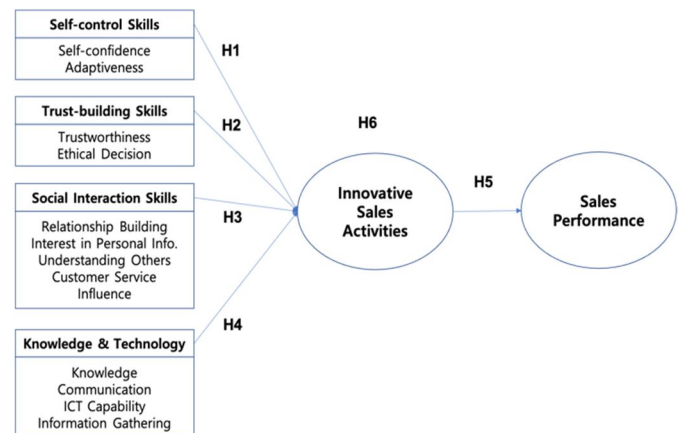 Self-control Skills
Self-confidence
Adaptiveness
H1
Trust-building Skills
Trustworthiness
Ethical Decision
H2
Social Interaction Skills
Relationship Building
Interest in Personal Info.
Understanding Others
Customer Service
Influence
H3
Knowledge & Technology
Knowledge
Communication
ICT Capability
Information Gathering
H4
H6
Innovative
Sales
Activities
H5
Sales
Performance